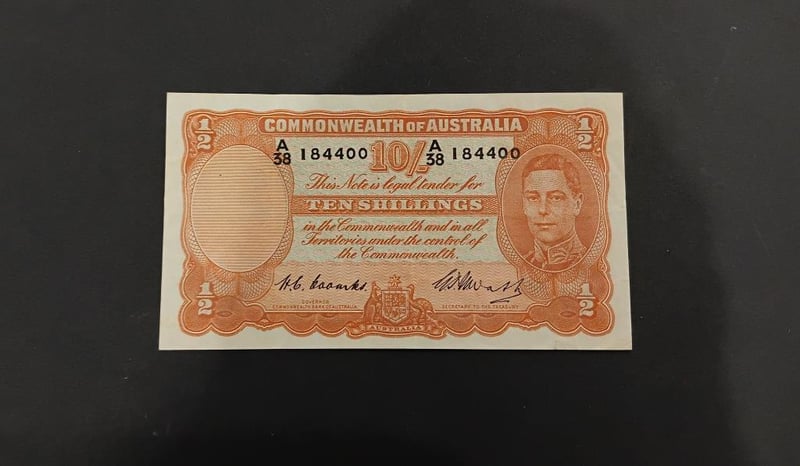 1/2 1/2
COMMONWEALTH OF AUSTRALIA
A/38 184400 10/- A/38 184400
This Note is legal tender for
TEN SHILLINGS
in the Commonwealth and in all
Territories under the control of
the Commonwealth.
H.C. Coombs.
GOVERNOR
COMMONWEALTH BANK OF AUSTRALIA
SECRETARY TO THE TREASURY
1/2 1/2
AUSTRALIA